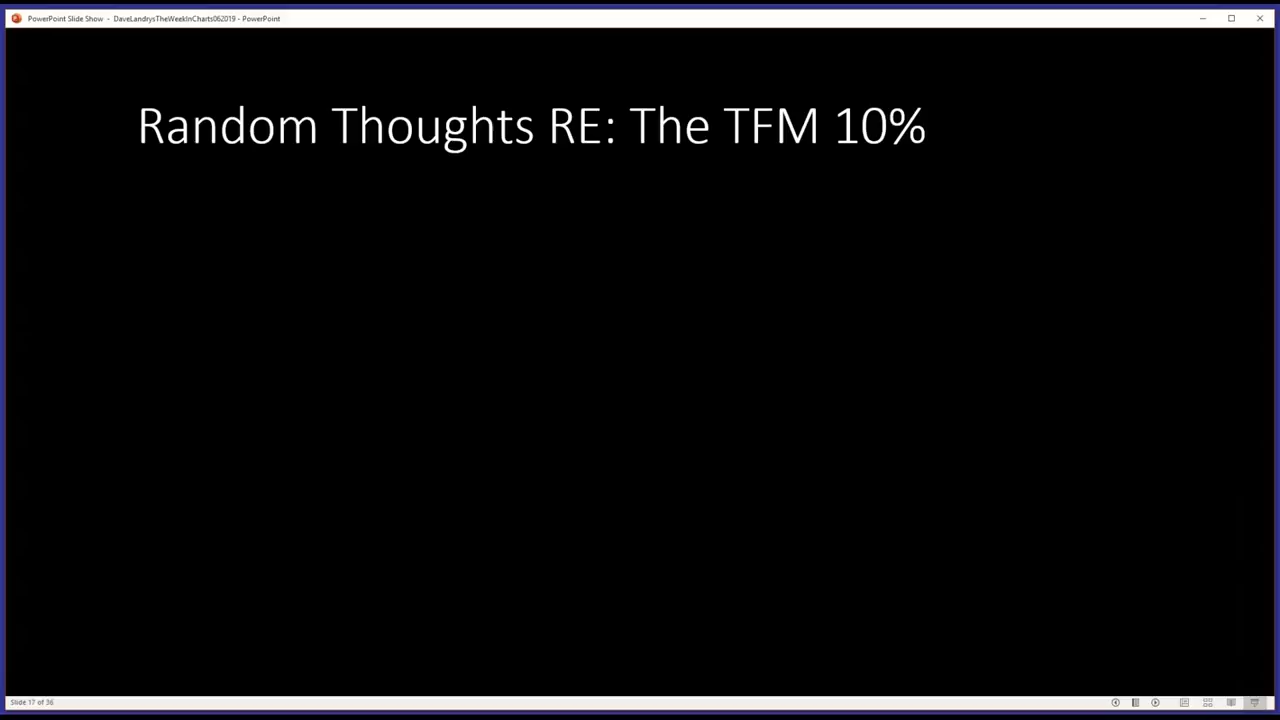 PowerPoint Slide Show - DaveLandrysTheWeekInCharts062019 - PowerPoint
Random Thoughts RE: The TFM 10%
Slide 17 of 36